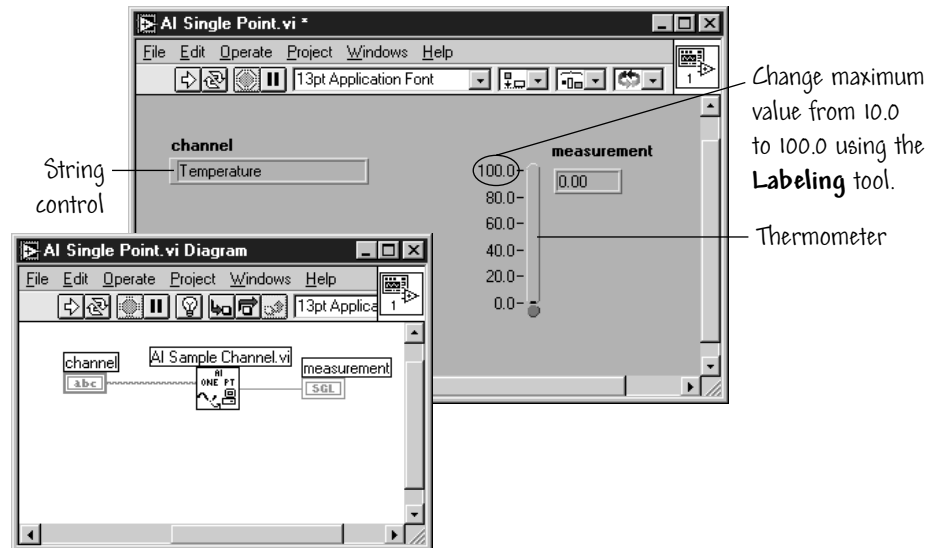 AI Single Point.vi *
File Edit Operate Project Windows Help
13pt Application Font
1
channel
Temperature
measurement
0.00
100.0
80.0
60.0
40.0
20.0
0.0
String
control
Change maximum
value from 10.0
to 100.0 using the
Labeling tool.
Thermometer
AI Single Point.vi Diagram
File Edit Operate Project Windows Help
13pt Applica
1
channel
abc
AI Sample Channel.vi
AI
ONE PT
measurement
SGL